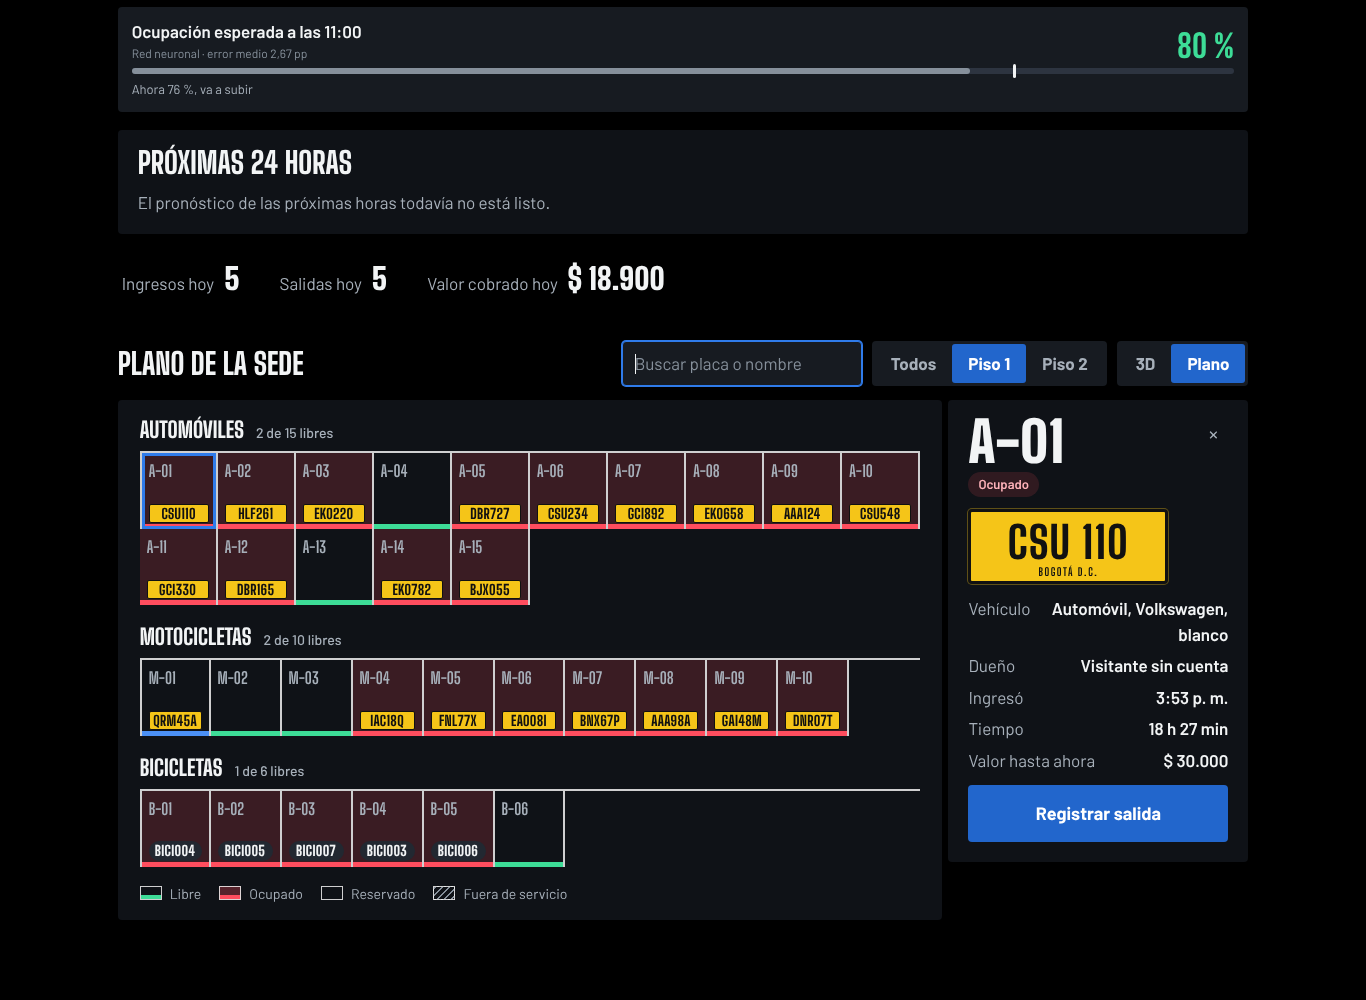 Ocupación esperada a las 11:00
Red neuronal · error medio 2,67 pp
80 %
Ahora 76 %, va a subir
PRÓXIMAS 24 HORAS
El pronóstico de las próximas horas todavía no está listo.
Ingresos hoy 5 Salidas hoy 5 Valor cobrado hoy $ 18.900
PLANO DE LA SEDE
Buscar placa o nombre
Todos Piso 1 Piso 2
3D Plano
AUTOMÓVILES 2 de 15 libres
A-01 A-02 A-03 A-04 A-05 A-06 A-07 A-08 A-09 A-10
CSU110 HLF261 EKO220 DBR727 CSU234 GCI892 EKO658 AAA124 CSU548
A-11 A-12 A-13 A-14 A-15
GCI330 DBR165 EKO782 BJX055
MOTOCICLETAS 2 de 10 libres
M-01 M-02 M-03 M-04 M-05 M-06 M-07 M-08 M-09 M-10
QRM45A IAC18Q FNL77X EAO08I BNX67P AAA98A GAI48M DNR07T
BICICLETAS 1 de 6 libres
B-01 B-02 B-03 B-04 B-05 B-06
BICI004 BICI005 BICI007 BICI003 BICI006
Libre Ocupado Reservado Fuera de servicio
A-01 ×
Ocupado
CSU 110
BOGOTÁ D.C.
Vehículo Automóvil, Volkswagen,
blanco
Dueño Visitante sin cuenta
Ingresó 3:53 p. m.
Tiempo 18 h 27 min
Valor hasta ahora $ 30.000
Registrar salida